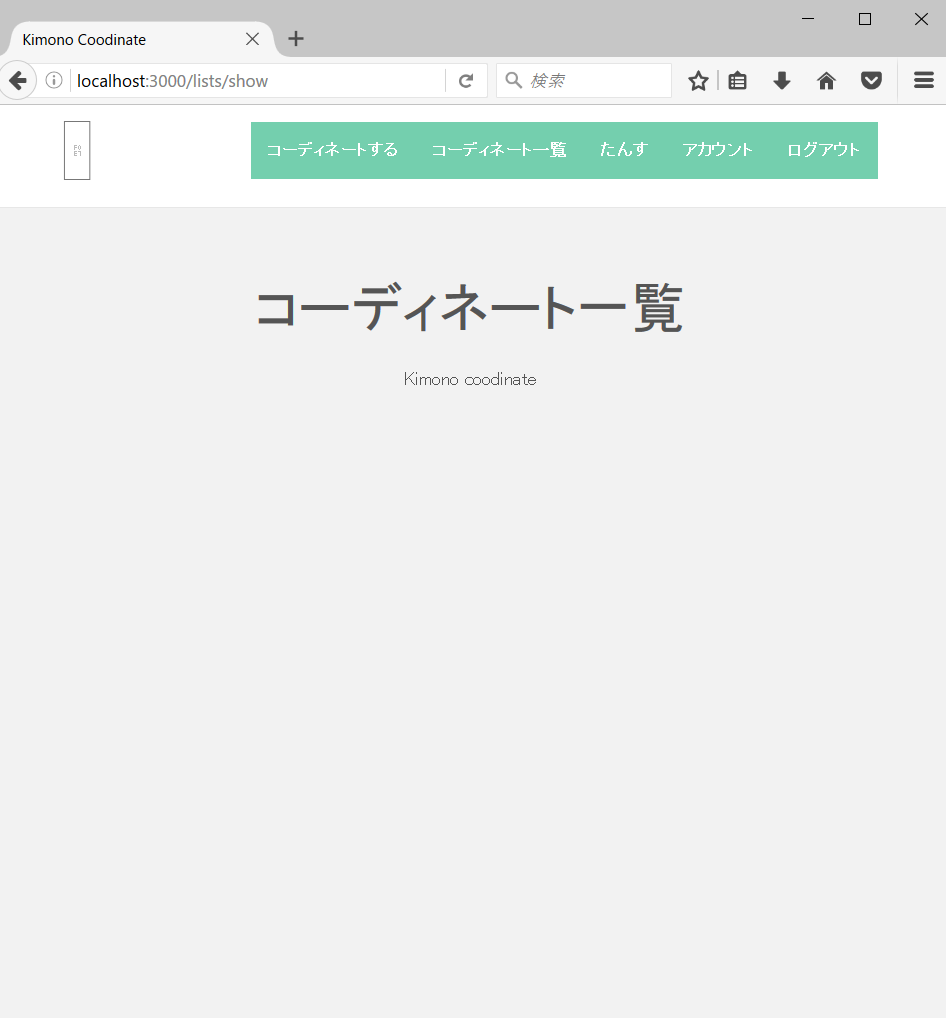 Kimono Coodinate
localhost:3000/lists/show
検索
コーディネートする コーディネート一覧 たんす アカウント ログアウト
コーディネート一覧
Kimono coodinate